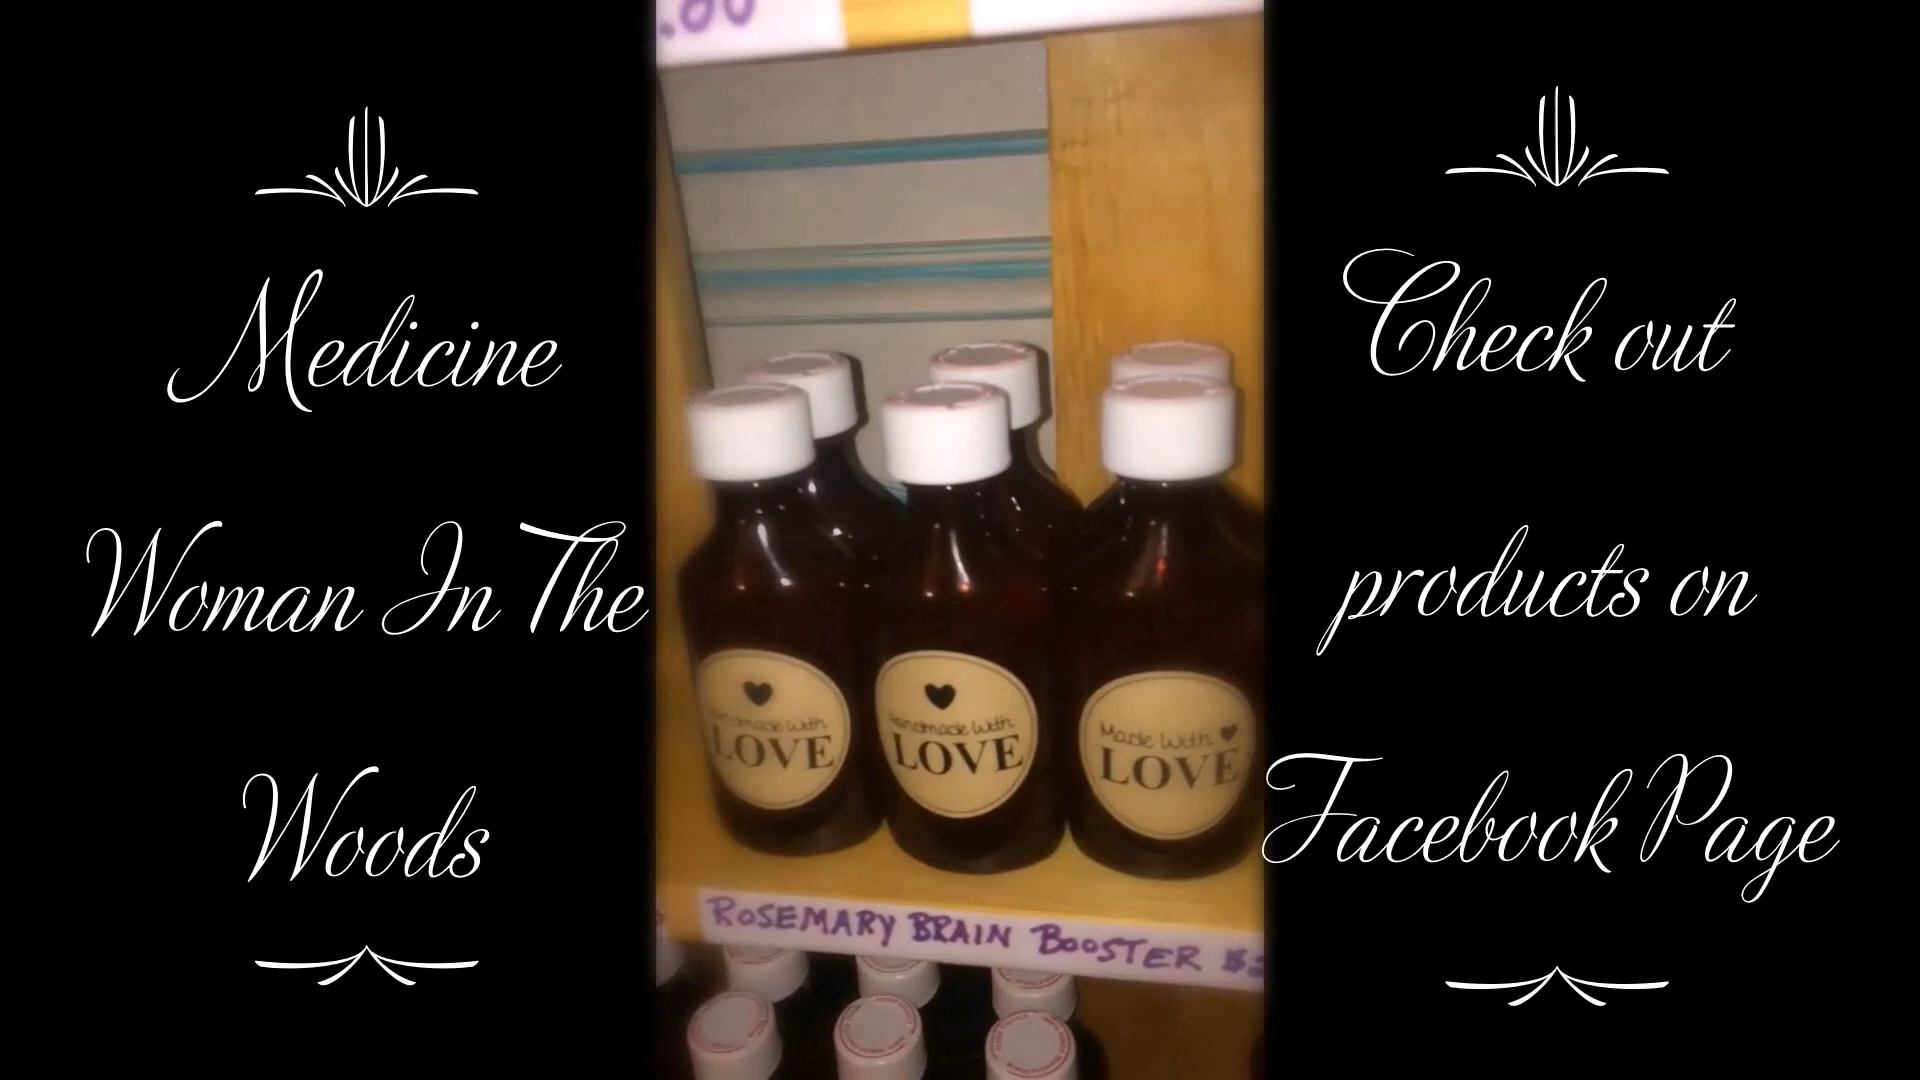 Medicine
Woman In The
Woods
Handmade With
LOVE
Handmade With
LOVE
Made With
LOVE
ROSEMARY BRAIN BOOSTER
Check out
products on
Facebook Page